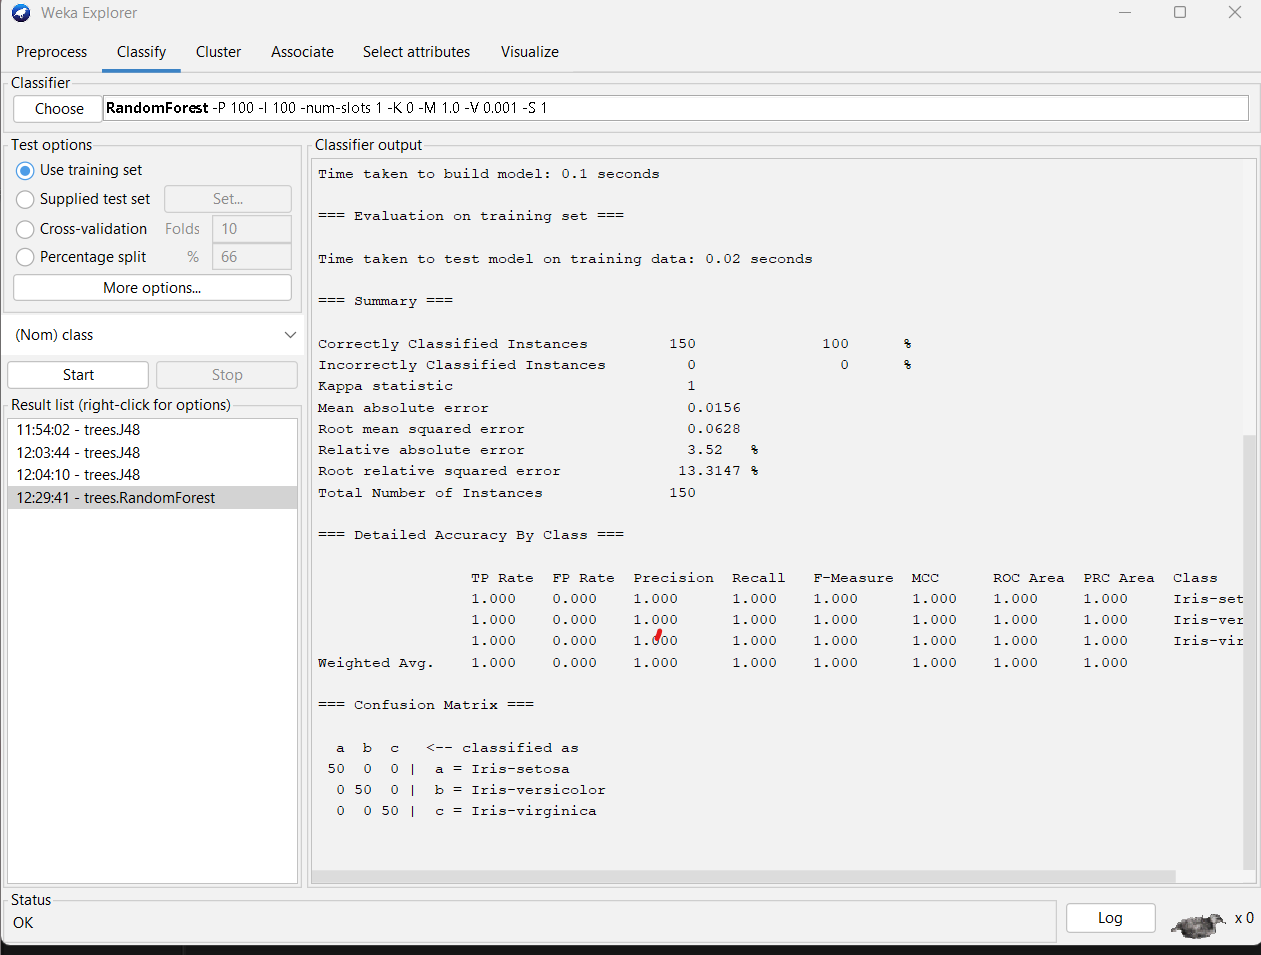 Weka Explorer
Preprocess Classify Cluster Associate Select attributes Visualize
Classifier
Choose RandomForest -P 100 -I 100 -num-slots 1 -K 0 -M 1.0 -V 0.001 -S 1
Test options
Use training set
Supplied test set Set...
Cross-validation Folds 10
Percentage split % 66
More options...
(Nom) class
Start Stop
Result list (right-click for options)
11:54:02 - trees.J48
12:03:44 - trees.J48
12:04:10 - trees.J48
12:29:41 - trees.RandomForest
Classifier output
Time taken to build model: 0.1 seconds
=== Evaluation on training set ===
Time taken to test model on training data: 0.02 seconds
=== Summary ===
Correctly Classified Instances 150 100 %
Incorrectly Classified Instances 0 0 %
Kappa statistic 1
Mean absolute error 0.0156
Root mean squared error 0.0628
Relative absolute error 3.52 %
Root relative squared error 13.3147 %
Total Number of Instances 150
=== Detailed Accuracy By Class ===
TP Rate FP Rate Precision Recall F-Measure MCC ROC Area PRC Area Class
1.000 0.000 1.000 1.000 1.000 1.000 1.000 1.000 Iris-set
1.000 0.000 1.000 1.000 1.000 1.000 1.000 1.000 Iris-ver
1.000 0.000 1.000 1.000 1.000 1.000 1.000 1.000 Iris-vir
Weighted Avg. 1.000 0.000 1.000 1.000 1.000 1.000 1.000 1.000
=== Confusion Matrix ===
a b c <-- classified as
50 0 0 | a = Iris-setosa
0 50 0 | b = Iris-versicolor
0 0 50 | c = Iris-virginica
Status
OK
Log x 0